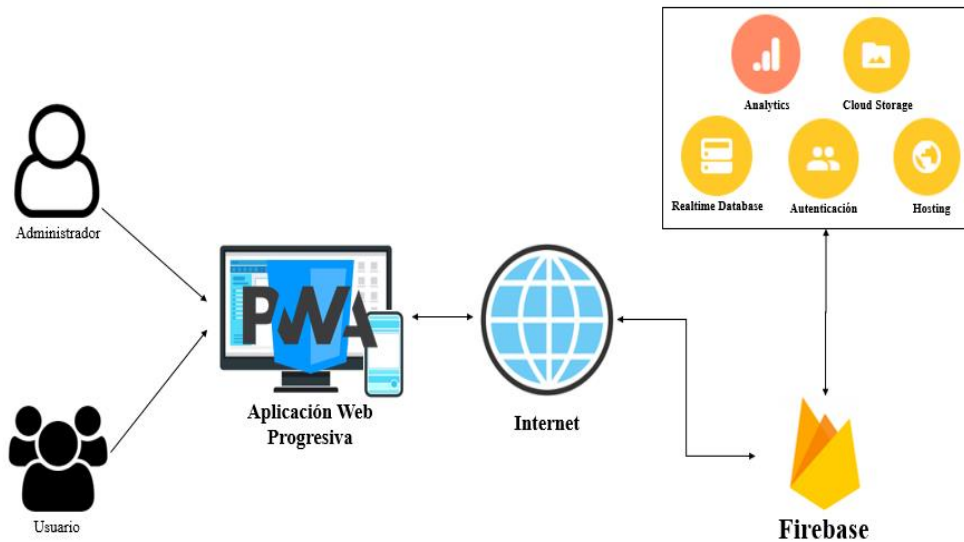 Analytics
Cloud Storage
Realtime Database
Autenticación
Hosting
Administrador
PWA
Aplicación Web
Progresiva
Internet
Usuario
Firebase